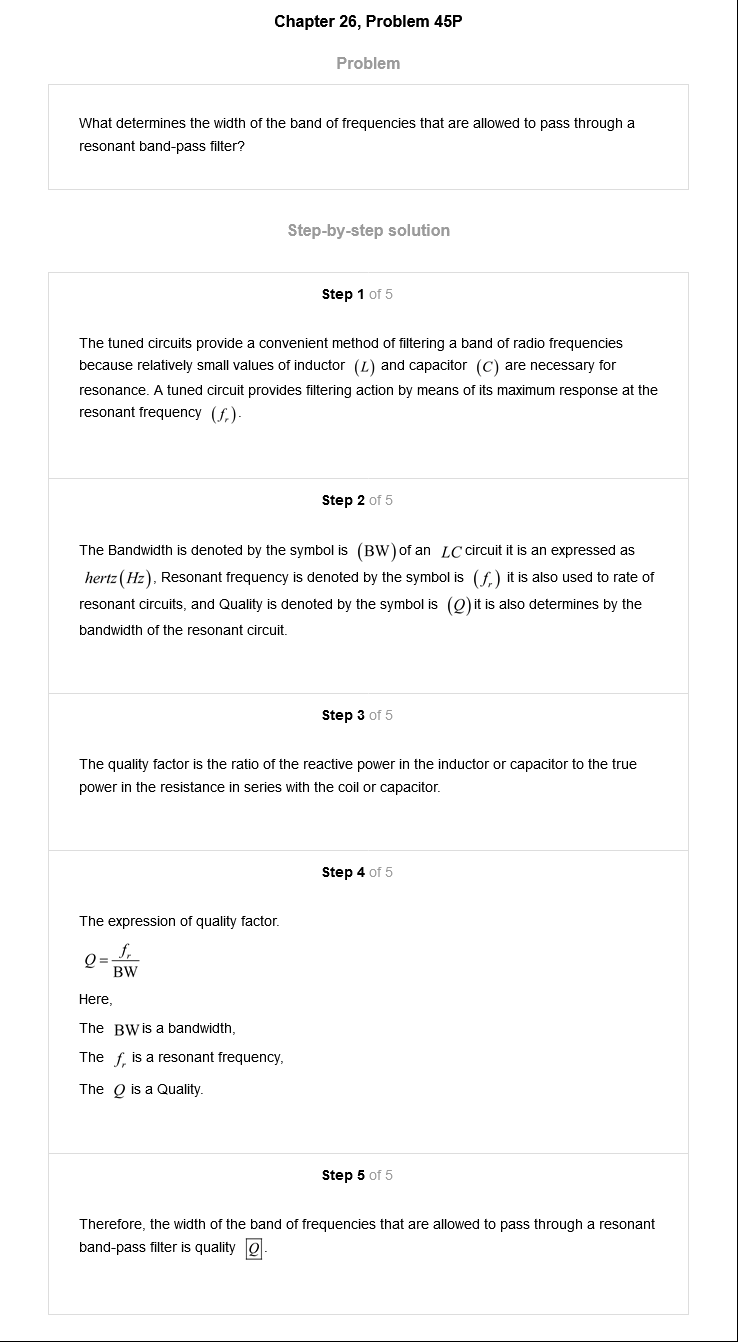 Chapter 26, Problem 45P
Problem
What determines the width of the band of frequencies that are allowed to pass through a
resonant band-pass filter?
Step-by-step solution
Step 1 of 5
The tuned circuits provide a convenient method of filtering a band of radio frequencies
because relatively small values of inductor (L) and capacitor (C) are necessary for
resonance. A tuned circuit provides filtering action by means of its maximum response at the
resonant frequency (fr).
Step 2 of 5
The Bandwidth is denoted by the symbol is (BW) of an LC circuit it is an expressed as
hertz(Hz), Resonant frequency is denoted by the symbol is (fr) it is also used to rate of
resonant circuits, and Quality is denoted by the symbol is (Q) it is also determines by the
bandwidth of the resonant circuit.
Step 3 of 5
The quality factor is the ratio of the reactive power in the inductor or capacitor to the true
power in the resistance in series with the coil or capacitor.
Step 4 of 5
The expression of quality factor.
Q = fr/BW
Here,
The BW is a bandwidth,
The fr is a resonant frequency,
The Q is a Quality.
Step 5 of 5
Therefore, the width of the band of frequencies that are allowed to pass through a resonant
band-pass filter is quality Q.